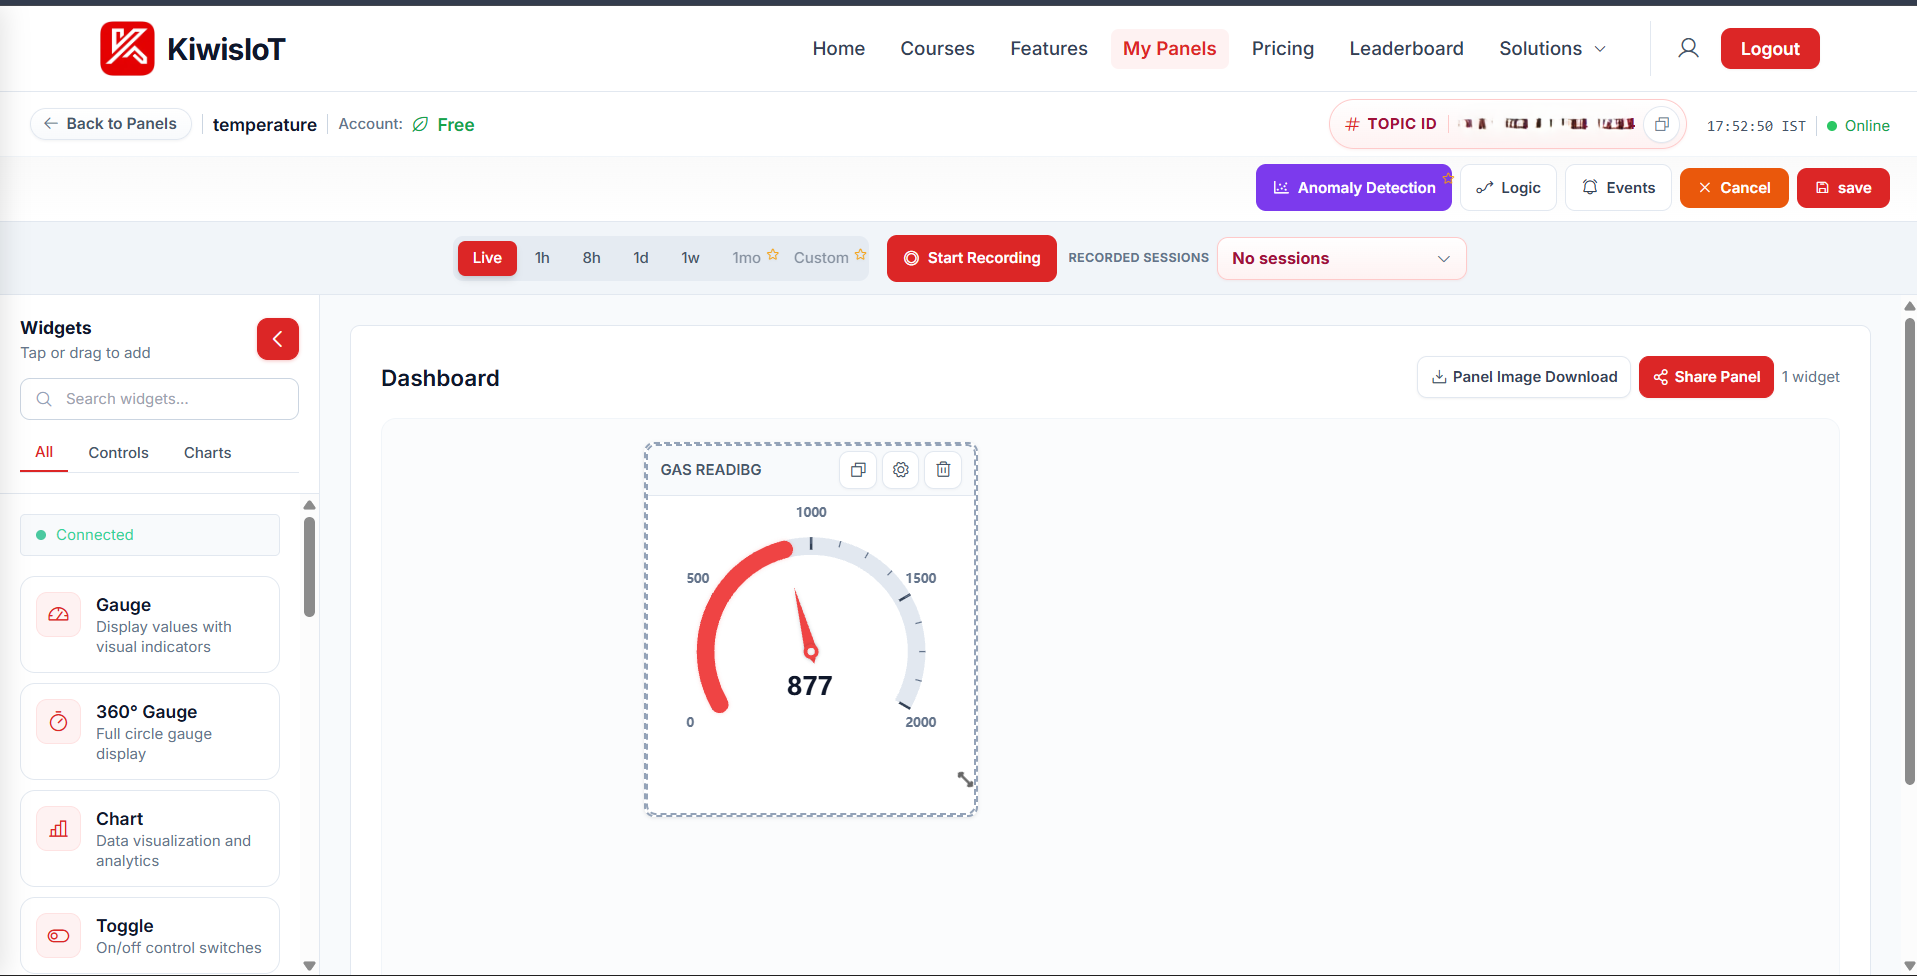 KiwisIoT
Home Courses Features My Panels Pricing Leaderboard Solutions Logout
Back to Panels temperature Account: Free # TOPIC ID 17:52:50 IST Online
Anomaly Detection Logic Events Cancel save
Live 1h 8h 1d 1w 1mo Custom Start Recording RECORDED SESSIONS No sessions
Widgets
Tap or drag to add
Search widgets...
All Controls Charts
Connected
Gauge
Display values with
visual indicators
360° Gauge
Full circle gauge
display
Chart
Data visualization and
analytics
Toggle
On/off control switches
Dashboard Panel Image Download Share Panel 1 widget
GAS READIBG
1000
500 1500
877
0 2000